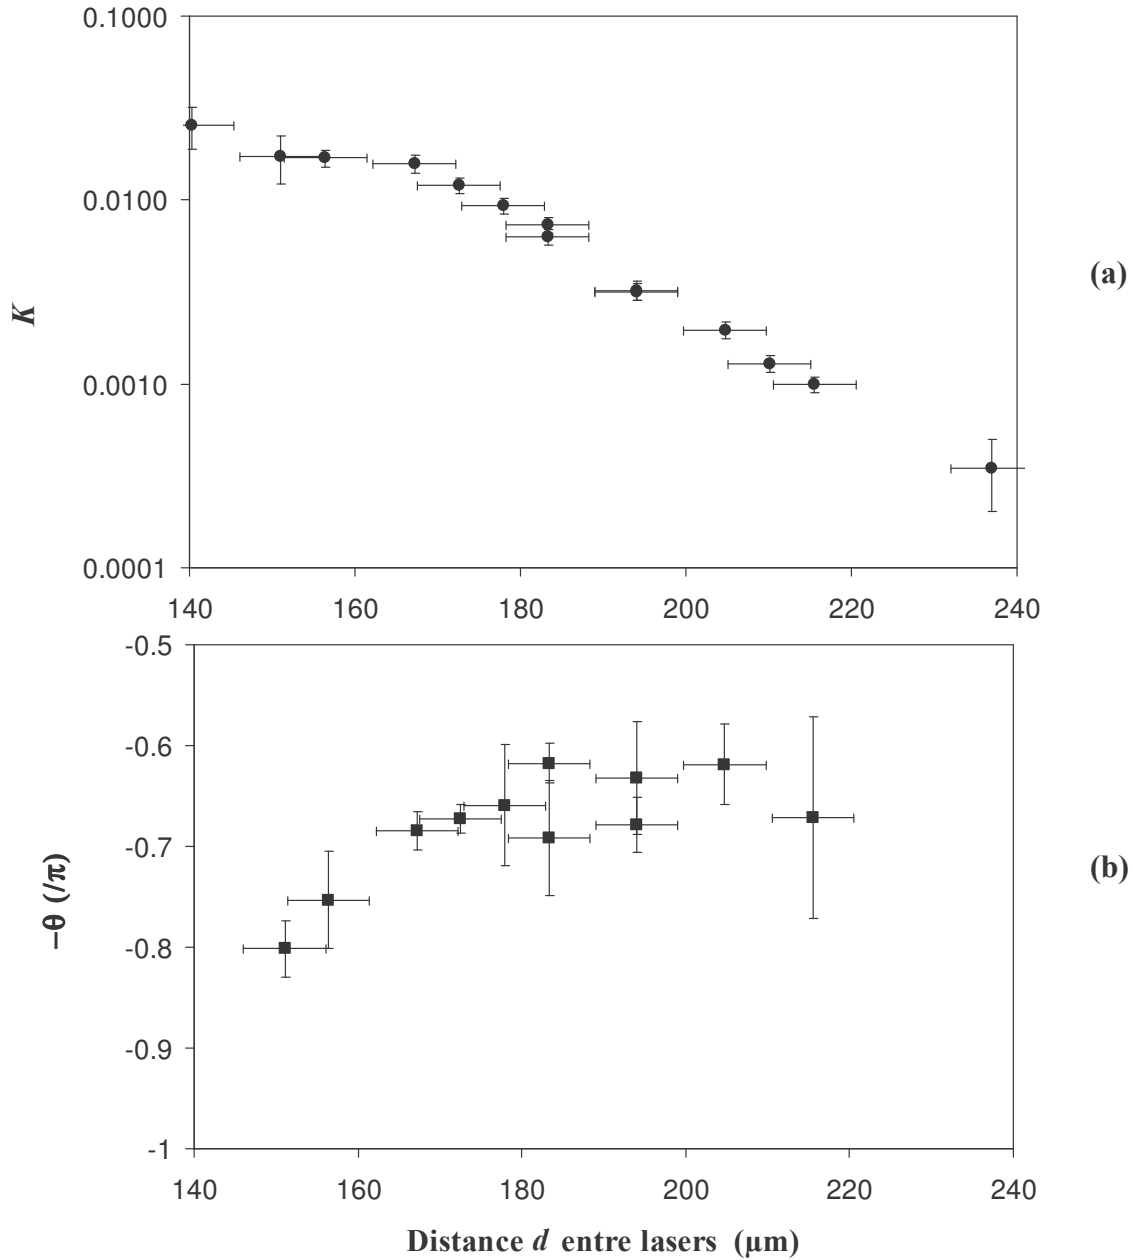 0.1000
0.0100
(a)
K
0.0010
0.0001
140 160 180 200 220 240
-0.5
-0.6
-0.7
−θ (/π)
(b)
-0.8
-0.9
-1
140 160 180 200 220 240
Distance d entre lasers (µm)